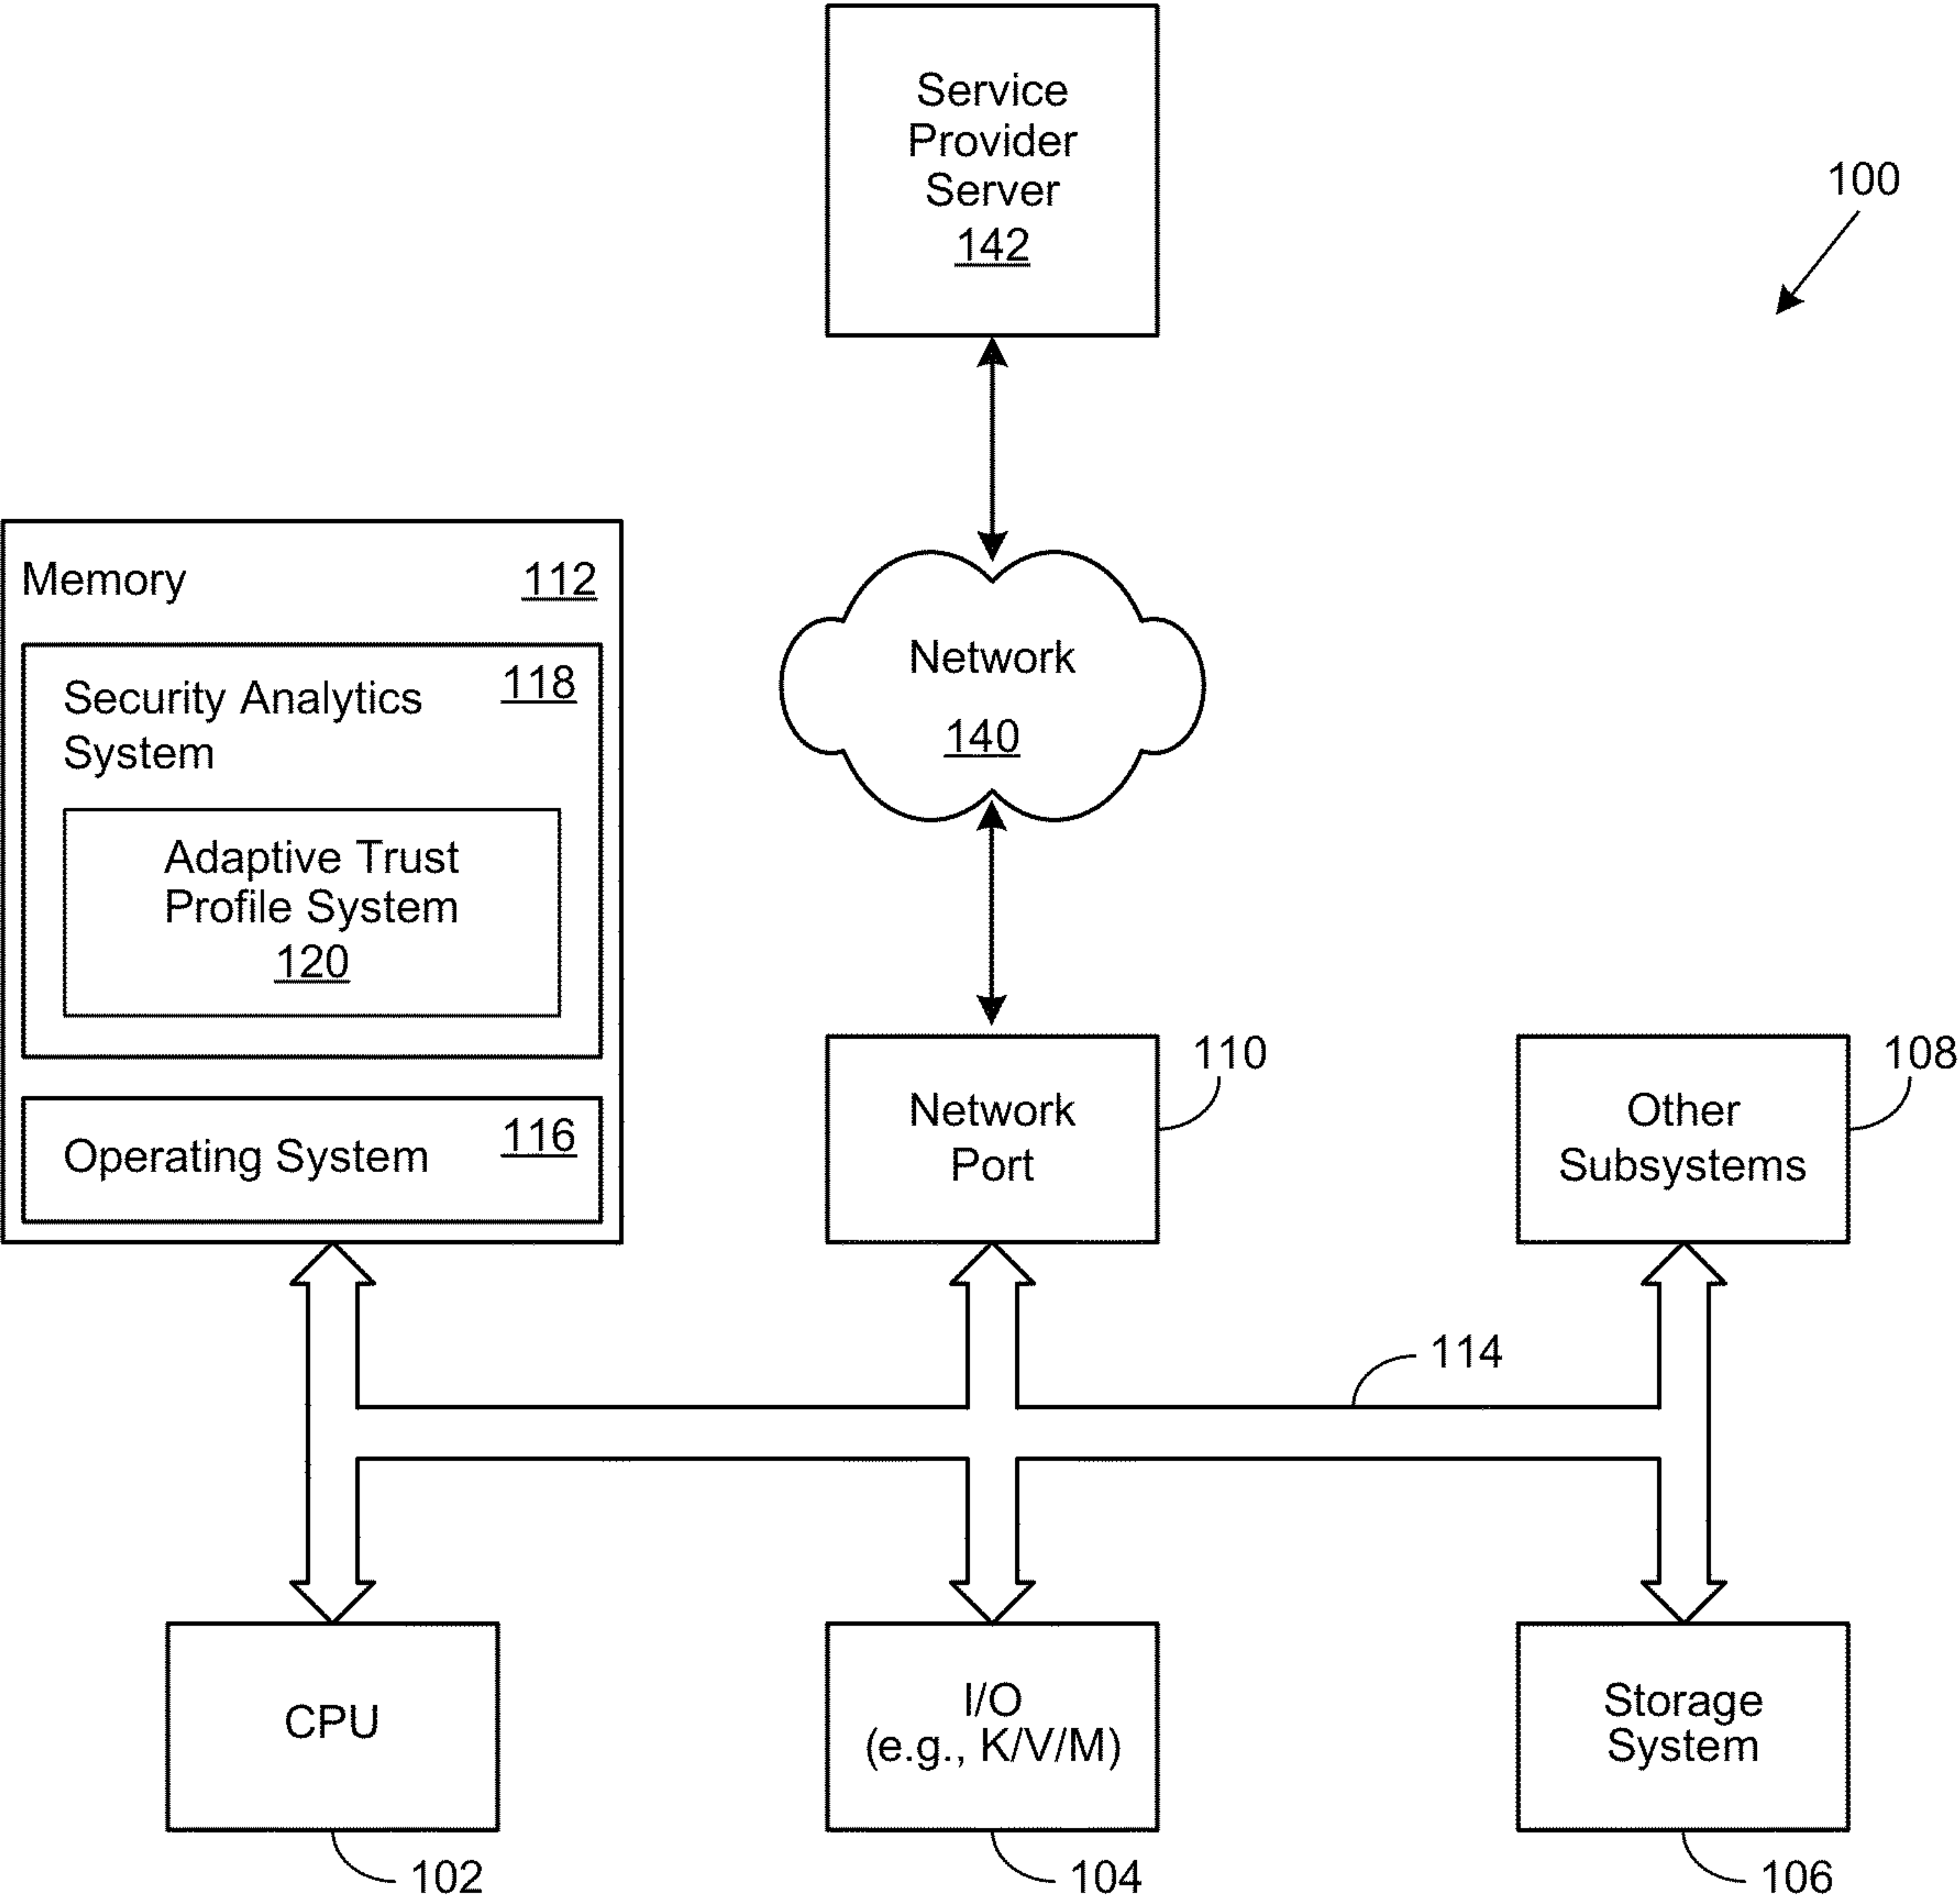 Service
Provider
Server
142
100
Memory 112
Security Analytics 118
System
Adaptive Trust
Profile System
120
Operating System 116
Network
140
Network
Port
110
Other
Subsystems
108
114
CPU
102
I/O
(e.g., K/V/M)
104
Storage
System
106